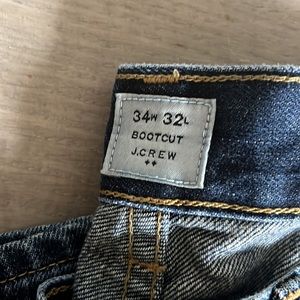 34W 32L
BOOTCUT
J.CREW
++